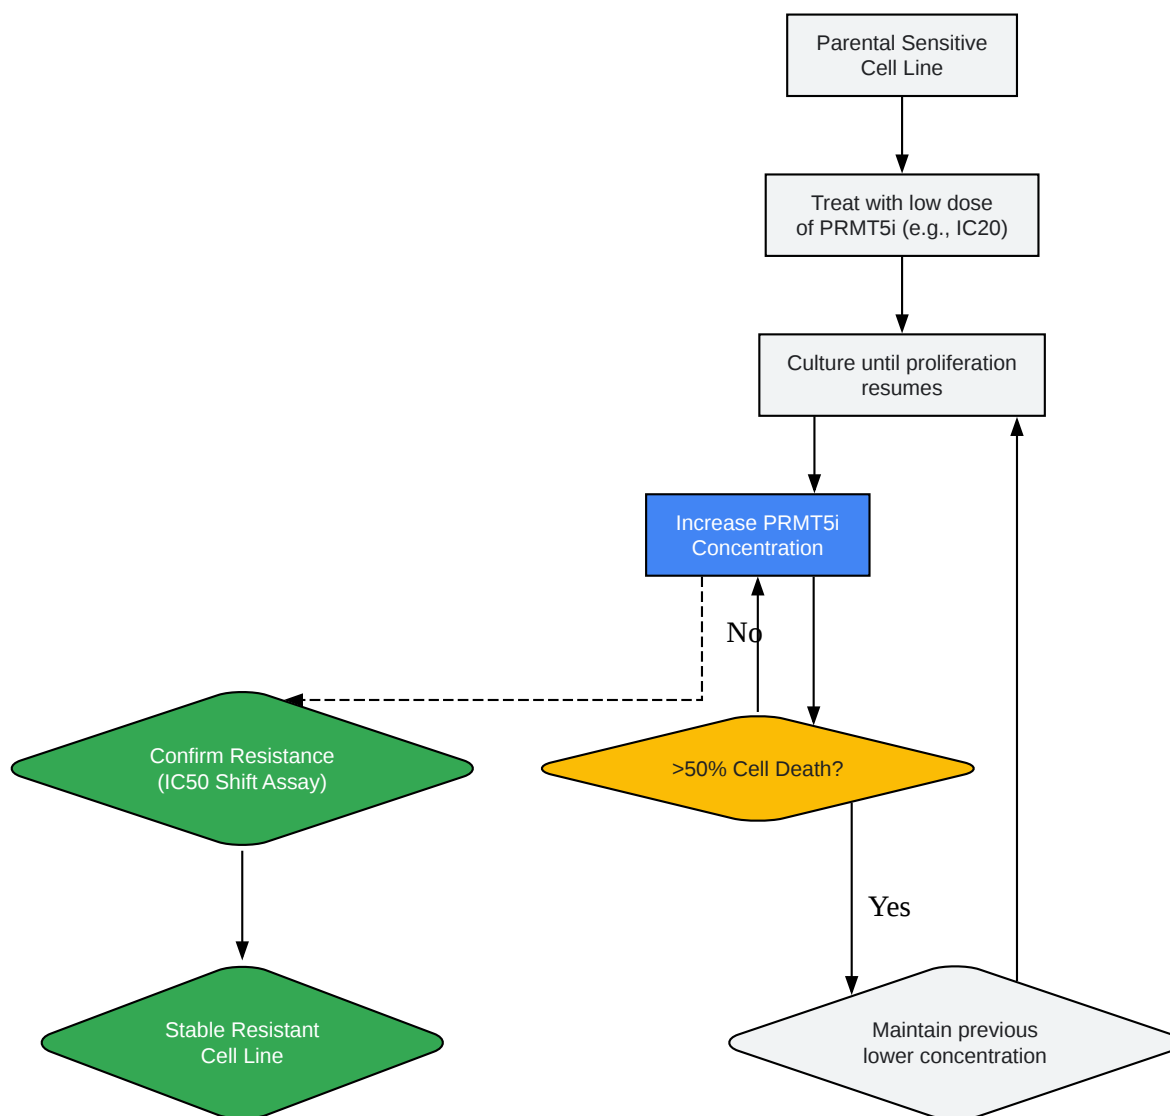 Parental Sensitive
Cell Line
Treat with low dose
of PRMT5i (e.g., IC20)
Culture until proliferation
resumes
Increase PRMT5i
Concentration
No
Confirm Resistance
(IC50 Shift Assay)
>50% Cell Death?
Yes
Stable Resistant
Cell Line
Maintain previous
lower concentration